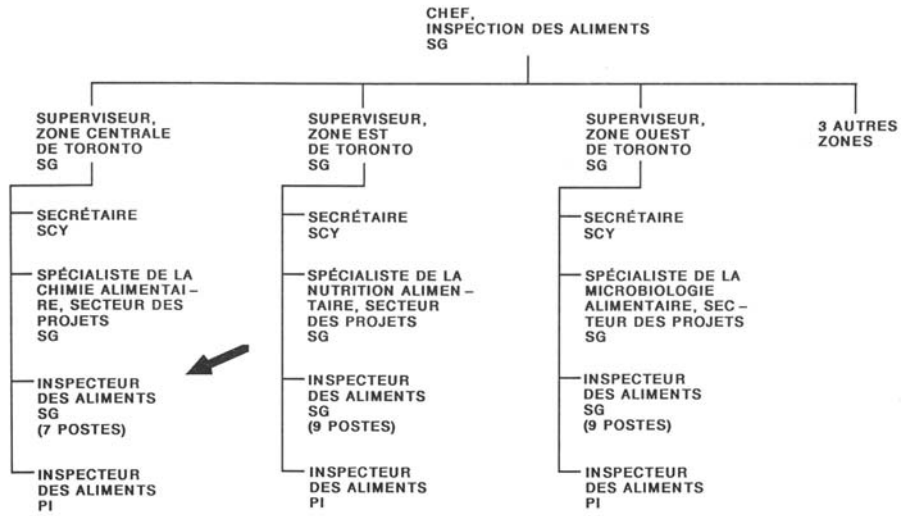 CHEF,
INSPECTION DES ALIMENTS
SG
SUPERVISEUR,
ZONE CENTRALE
DE TORONTO
SG
SECRÉTAIRE
SCY
SPÉCIALISTE DE LA
CHIMIE ALIMENTAI–
RE, SECTEUR DES
PROJETS
SG
INSPECTEUR
DES ALIMENTS
SG
(7 POSTES)
INSPECTEUR
DES ALIMENTS
PI
SUPERVISEUR,
ZONE EST
DE TORONTO
SG
SECRÉTAIRE
SCY
SPÉCIALISTE DE LA
NUTRITION ALIMEN–
TAIRE, SECTEUR
DES PROJETS
SG
INSPECTEUR
DES ALIMENTS
SG
(9 POSTES)
INSPECTEUR
DES ALIMENTS
PI
SUPERVISEUR,
ZONE OUEST
DE TORONTO
SG
SECRÉTAIRE
SCY
SPÉCIALISTE DE LA
MICROBIOLOGIE
ALIMENTAIRE, SEC–
TEUR DES PROJETS
SG
INSPECTEUR
DES ALIMENTS
SG
(9 POSTES)
INSPECTEUR
DES ALIMENTS
PI
3 AUTRES
ZONES